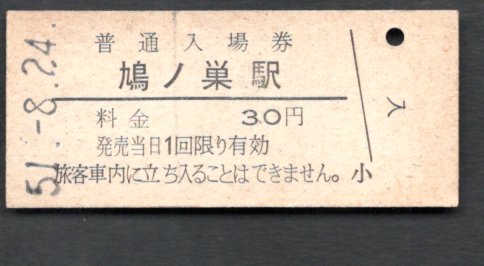 51.-8.24.
普通入場券
鳩ノ巣駅
料金 30円
発売当日1回限り有効
旅客車内に立ち入ることはできません。 小
入